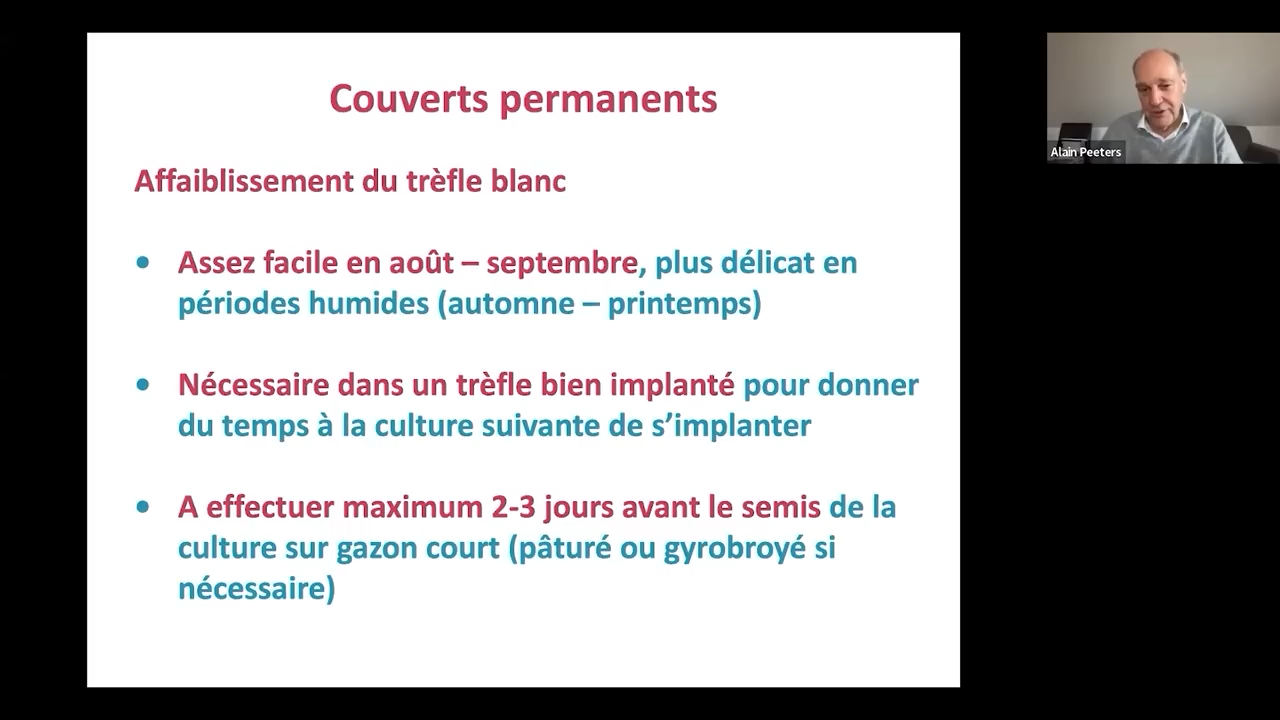 Couverts permanents
Affaiblissement du trèfle blanc
• Assez facile en août – septembre, plus délicat en
périodes humides (automne – printemps)
• Nécessaire dans un trèfle bien implanté pour donner
du temps à la culture suivante de s’implanter
• A effectuer maximum 2-3 jours avant le semis de la
culture sur gazon court (pâturé ou gyrobroyé si
nécessaire)
Alain Peeters